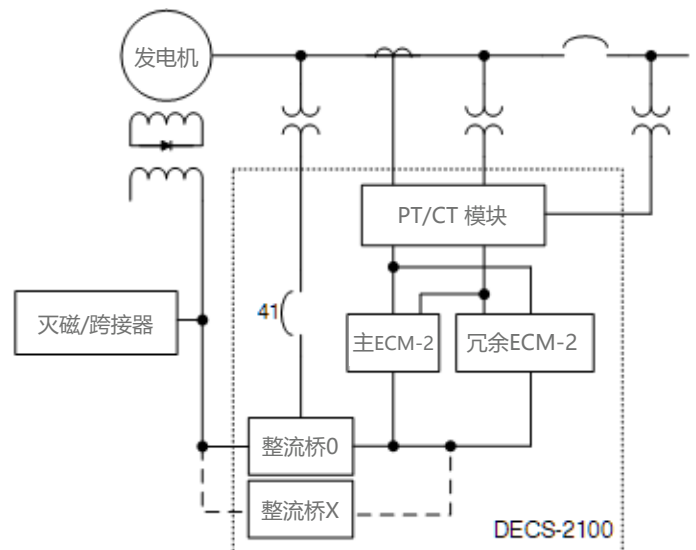 发电机
PT/CT 模块
灭磁/跨接器
41
主ECM-2
冗余ECM-2
整流桥0
整流桥X
DECS-2100